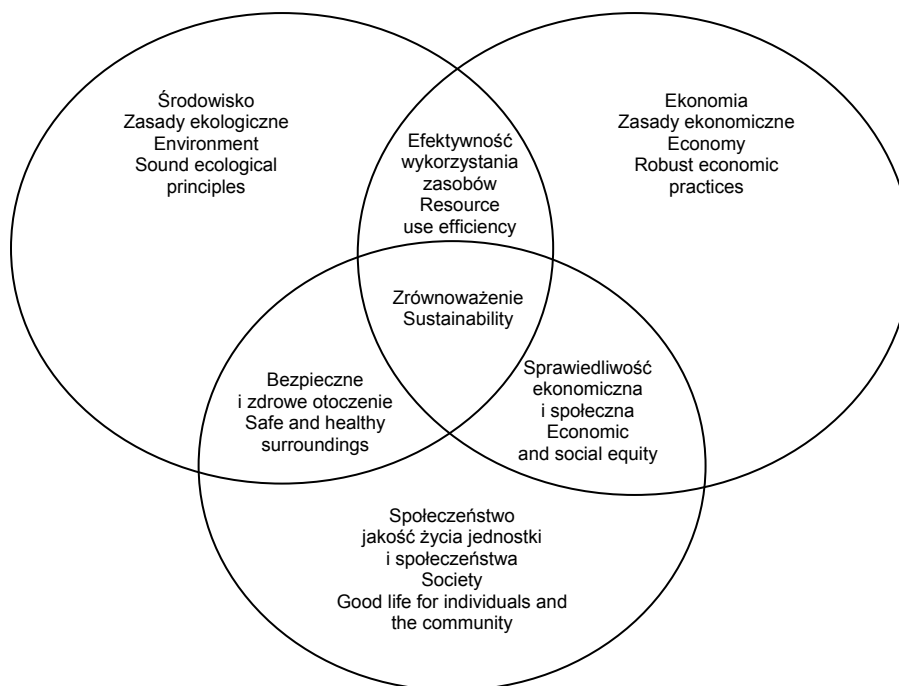 Środowisko
Zasady ekologiczne
Environment
Sound ecological
principles
Ekonomia
Zasady ekonomiczne
Economy
Robust economic
practices
Efektywność
wykorzystania
zasobów
Resource
use efficiency
Zrównoważenie
Sustainability
Bezpieczne
i zdrowe otoczenie
Safe and healthy
surroundings
Sprawiedliwość
ekonomiczna
i społeczna
Economic
and social equity
Społeczeństwo
jakość życia jednostki
i społeczeństwa
Society
Good life for individuals and
the community